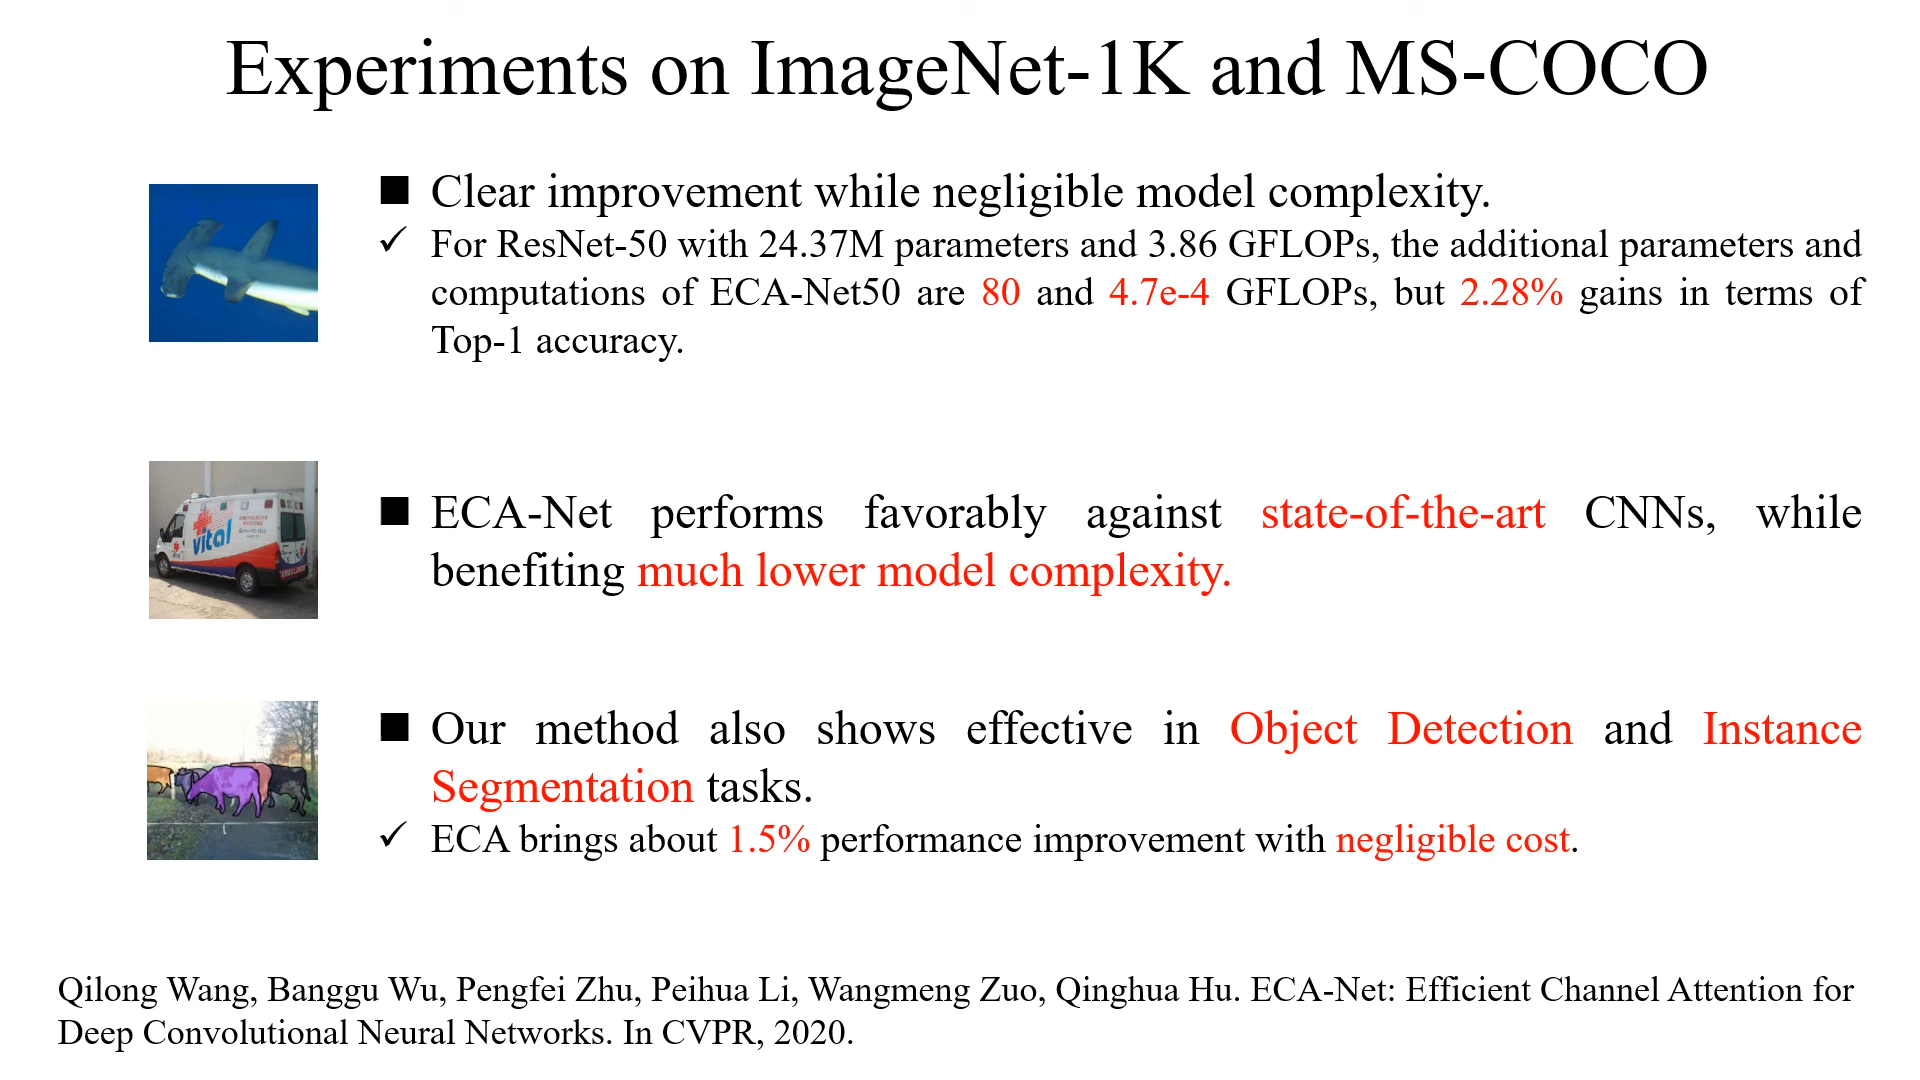 Experiments on ImageNet-1K and MS-COCO
■ Clear improvement while negligible model complexity.
✓ For ResNet-50 with 24.37M parameters and 3.86 GFLOPs, the additional parameters and
computations of ECA-Net50 are 80 and 4.7e-4 GFLOPs, but 2.28% gains in terms of
Top-1 accuracy.
vital
■ ECA-Net performs favorably against state-of-the-art CNNs, while
benefiting much lower model complexity.
■ Our method also shows effective in Object Detection and Instance
Segmentation tasks.
✓ ECA brings about 1.5% performance improvement with negligible cost.
Qilong Wang, Banggu Wu, Pengfei Zhu, Peihua Li, Wangmeng Zuo, Qinghua Hu. ECA-Net: Efficient Channel Attention for
Deep Convolutional Neural Networks. In CVPR, 2020.